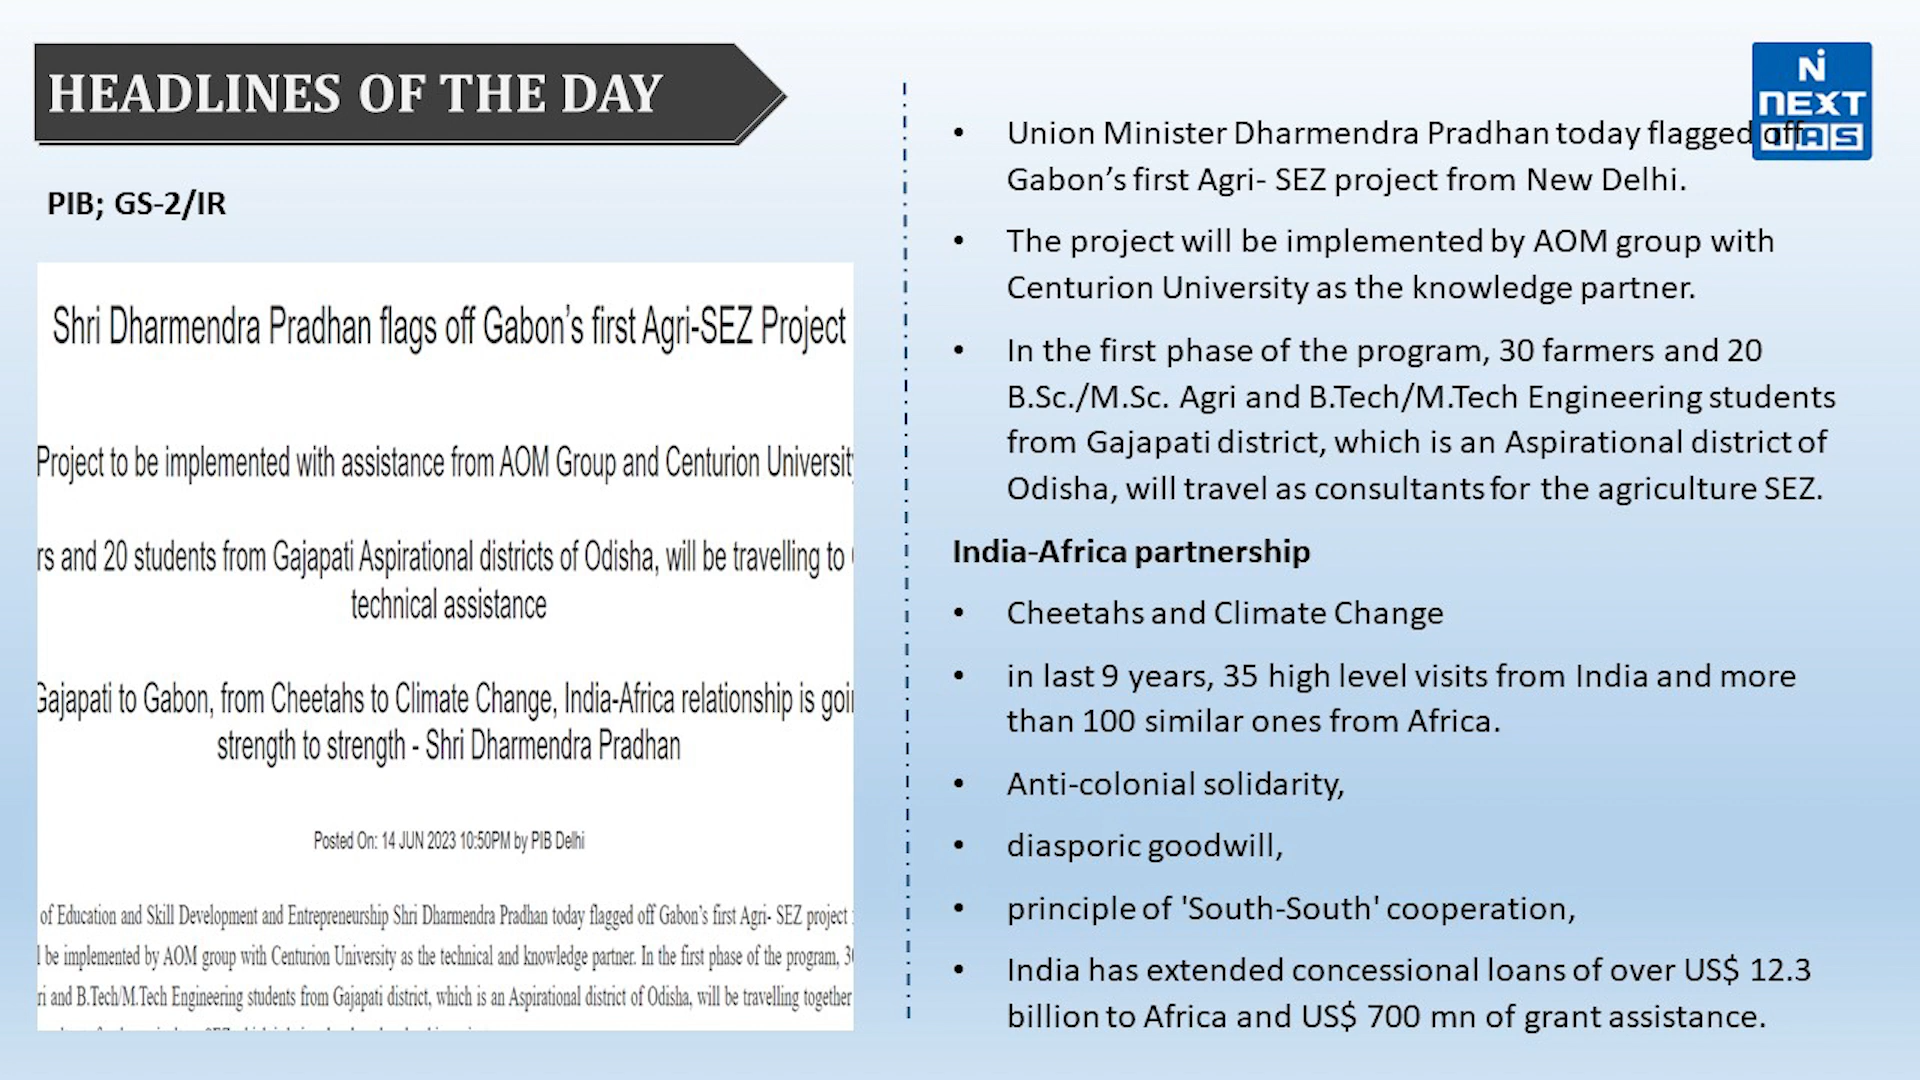 HEADLINES OF THE DAY
PIB; GS-2/IR
Shri Dharmendra Pradhan flags off Gabon's first Agri-SEZ Project
Project to be implemented with assistance from AOM Group and Centurion University
rs and 20 students from Gajapati Aspirational districts of Odisha, will be travelling to
technical assistance
Gajapati to Gabon, from Cheetahs to Climate Change, India-Africa relationship is goi
strength to strength - Shri Dharmendra Pradhan
Posted On: 14 JUN 2023 10:50PM by PIB Delhi
of Education and Skill Development and Entrepreneurship Shri Dharmendra Pradhan today flagged off Gabon's first Agri- SEZ project
l be implemented by AOM group with Centurion University as the technical and knowledge partner. In the first phase of the program, 3
ri and B.Tech/M.Tech Engineering students from Gajapati district, which is an Aspirational district of Odisha, will be travelling together
NEXT
IAS
• Union Minister Dharmendra Pradhan today flagged off
Gabon's first Agri- SEZ project from New Delhi.
• The project will be implemented by AOM group with
Centurion University as the knowledge partner.
• In the first phase of the program, 30 farmers and 20
B.Sc./M.Sc. Agri and B.Tech/M.Tech Engineering students
from Gajapati district, which is an Aspirational district of
Odisha, will travel as consultants for the agriculture SEZ.
India-Africa partnership
• Cheetahs and Climate Change
• in last 9 years, 35 high level visits from India and more
than 100 similar ones from Africa.
• Anti-colonial solidarity,
• diasporic goodwill,
• principle of 'South-South' cooperation,
• India has extended concessional loans of over US$ 12.3
billion to Africa and US$ 700 mn of grant assistance.